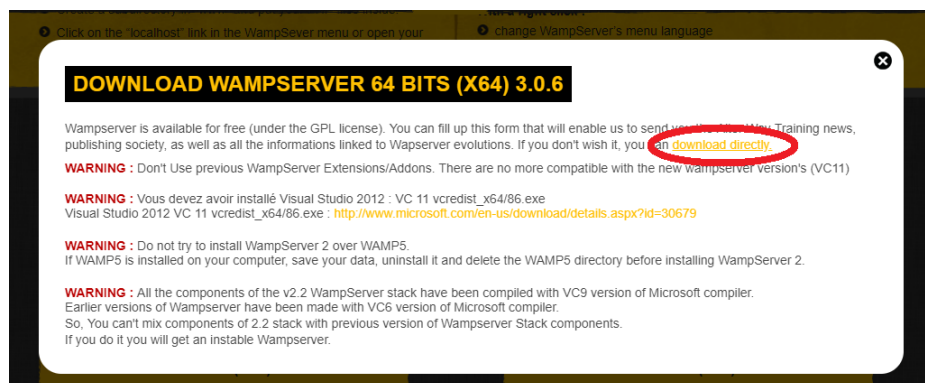 Click on the "localhost" link in the WampSever menu or open your
change WampServer's menu language
DOWNLOAD WAMPSERVER 64 BITS (X64) 3.0.6
Wampserver is available for free (under the GPL license). You can fill up this form that will enable us to send you the Alter Way Training news,
publishing society, as well as all the informations linked to Wapserver evolutions. If you don't wish it, you can download directly.
WARNING : Don't Use previous WampServer Extensions/Addons. There are no more compatible with the new wampserver version's (VC11)
WARNING : Vous devez avoir installé Visual Studio 2012 : VC 11 vcredist_x64/86.exe
Visual Studio 2012 VC 11 vcredist_x64/86.exe : http://www.microsoft.com/en-us/download/details.aspx?id=30679
WARNING : Do not try to install WampServer 2 over WAMP5.
If WAMP5 is installed on your computer, save your data, uninstall it and delete the WAMP5 directory before installing WampServer 2.
WARNING : All the components of the v2.2 WampServer stack have been compiled with VC9 version of Microsoft compiler.
Earlier versions of Wampserver have been made with VC6 version of Microsoft compiler.
So, You can't mix components of 2.2 stack with previous version of Wampserver Stack components.
If you do it you will get an instable Wampserver.